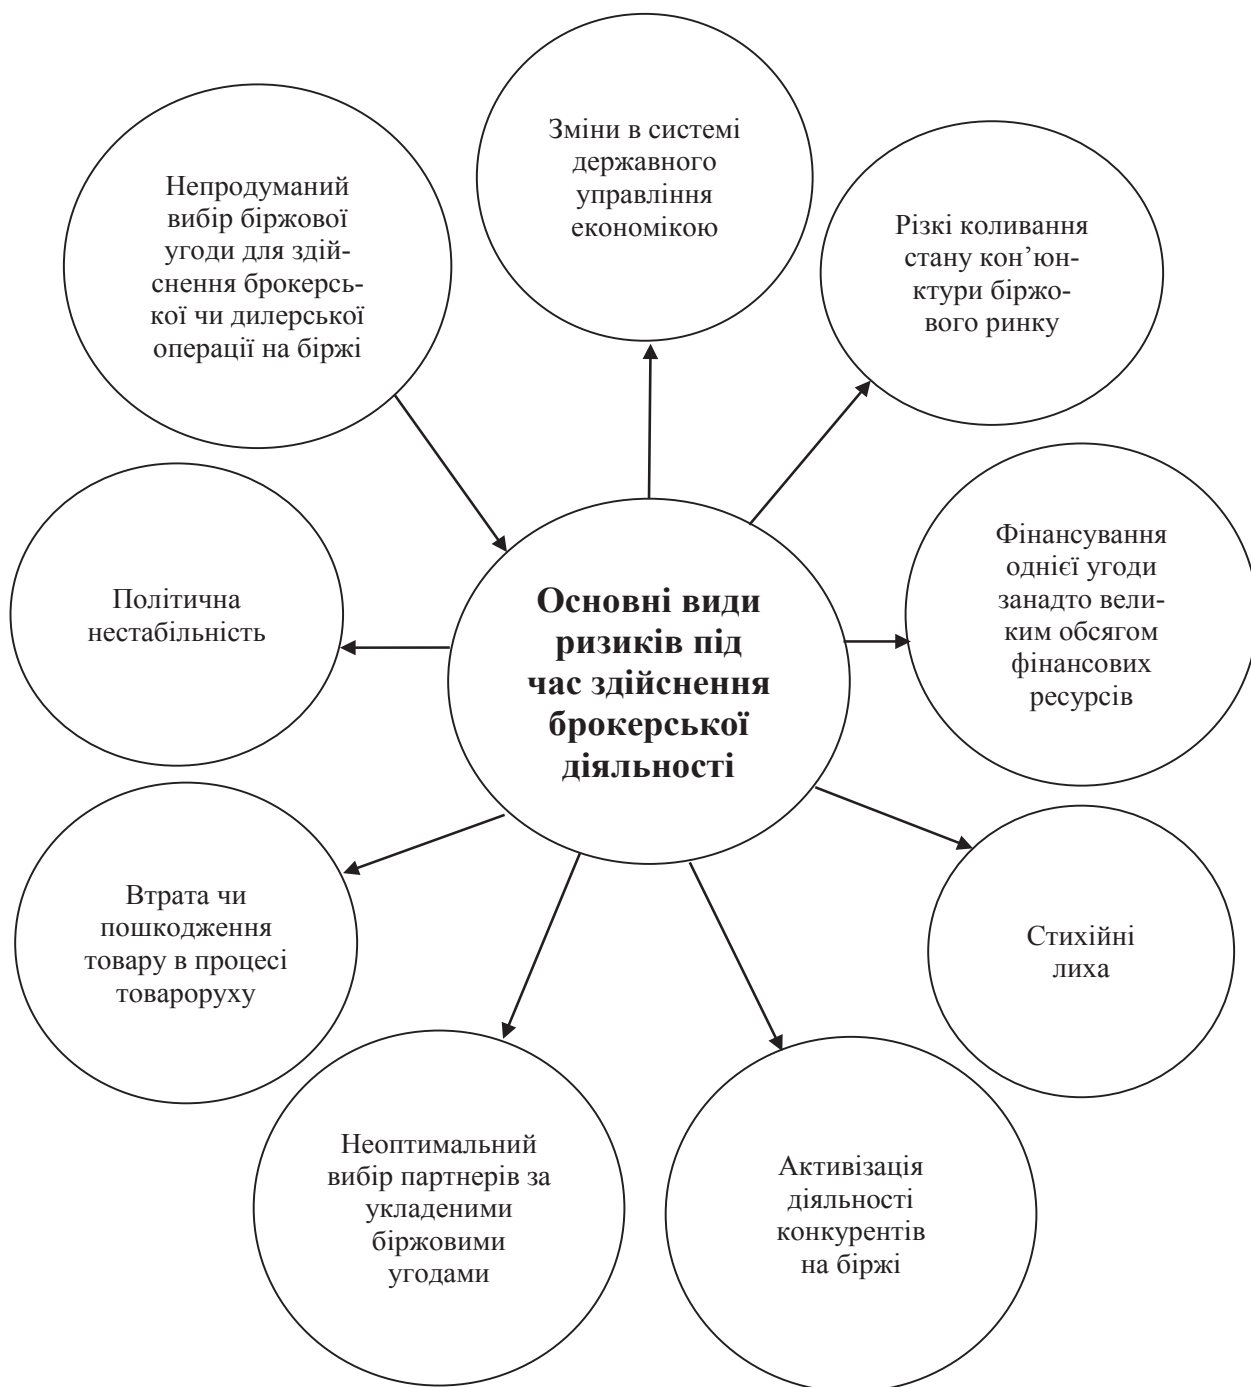 Зміни в системі
державного
управління
економікою
Непродуманий
вибір біржової
угоди для здій-
снення брокерсь-
кої чи дилерської
операції на біржі
Різкі коливання
стану кон’юн-
ктури біржо-
вого ринку
Фінансування
однієї угоди
занадто вели-
ким обсягом
фінансових
ресурсів
Політична
нестабільність
Основні види
ризиків під
час здійснення
брокерської
діяльності
Втрата чи
пошкодження
товару в процесі
товароруху
Стихійні
лиха
Неоптимальний
вибір партнерів за
укладеними
біржовими
угодами
Активізація
діяльності
конкурентів
на біржі